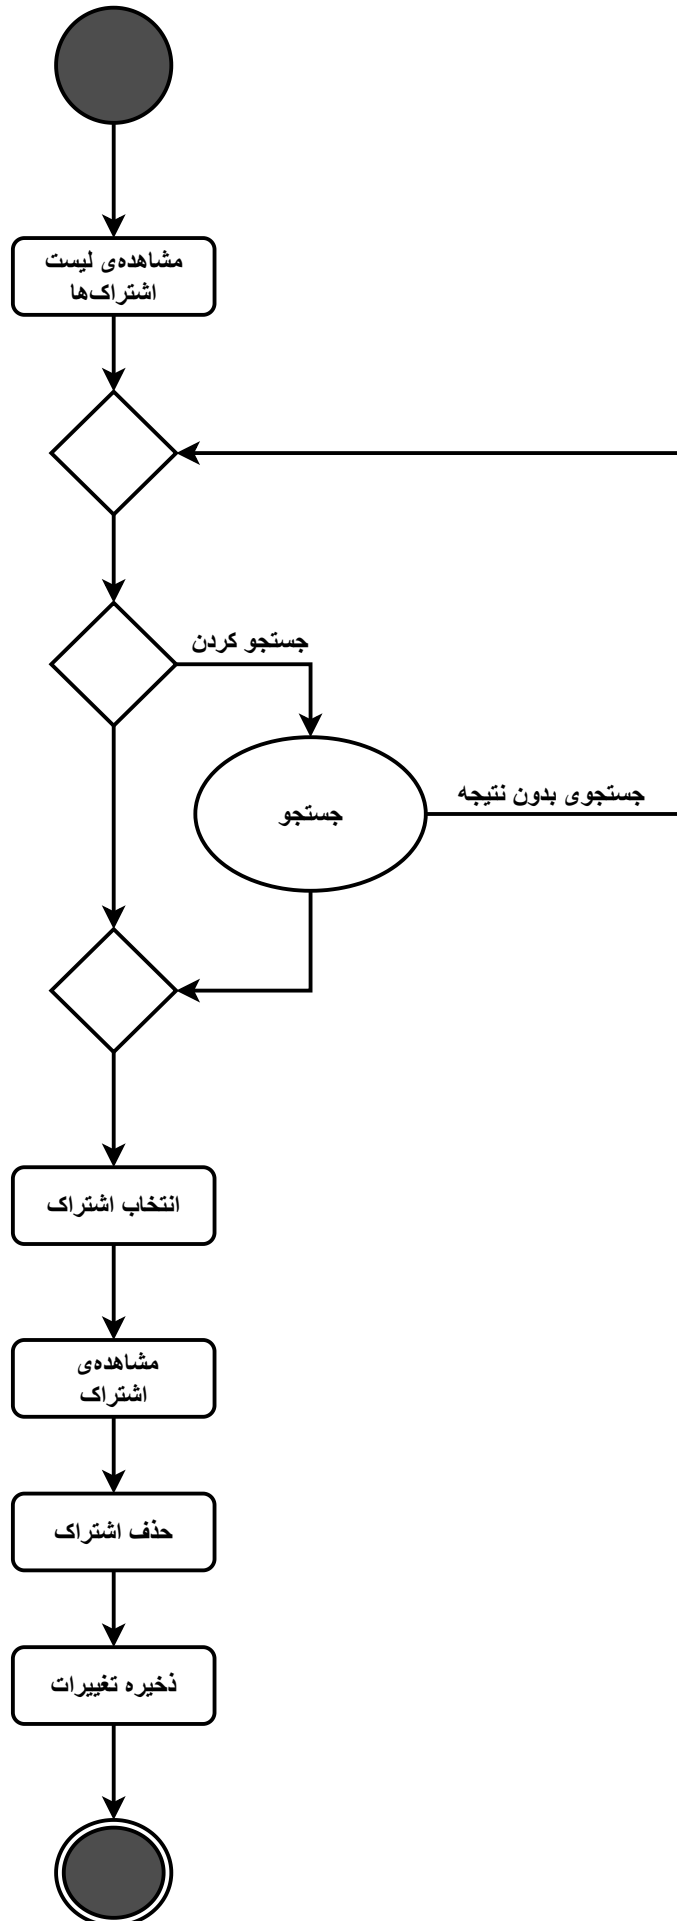 مشاهده‌ی لیست
اشتراک‌ها
جستجو کردن
جستجوی بدون نتیجه
جستجو
انتخاب اشتراک
مشاهده‌ی
اشتراک
حذف اشتراک
ذخیره تغییرات